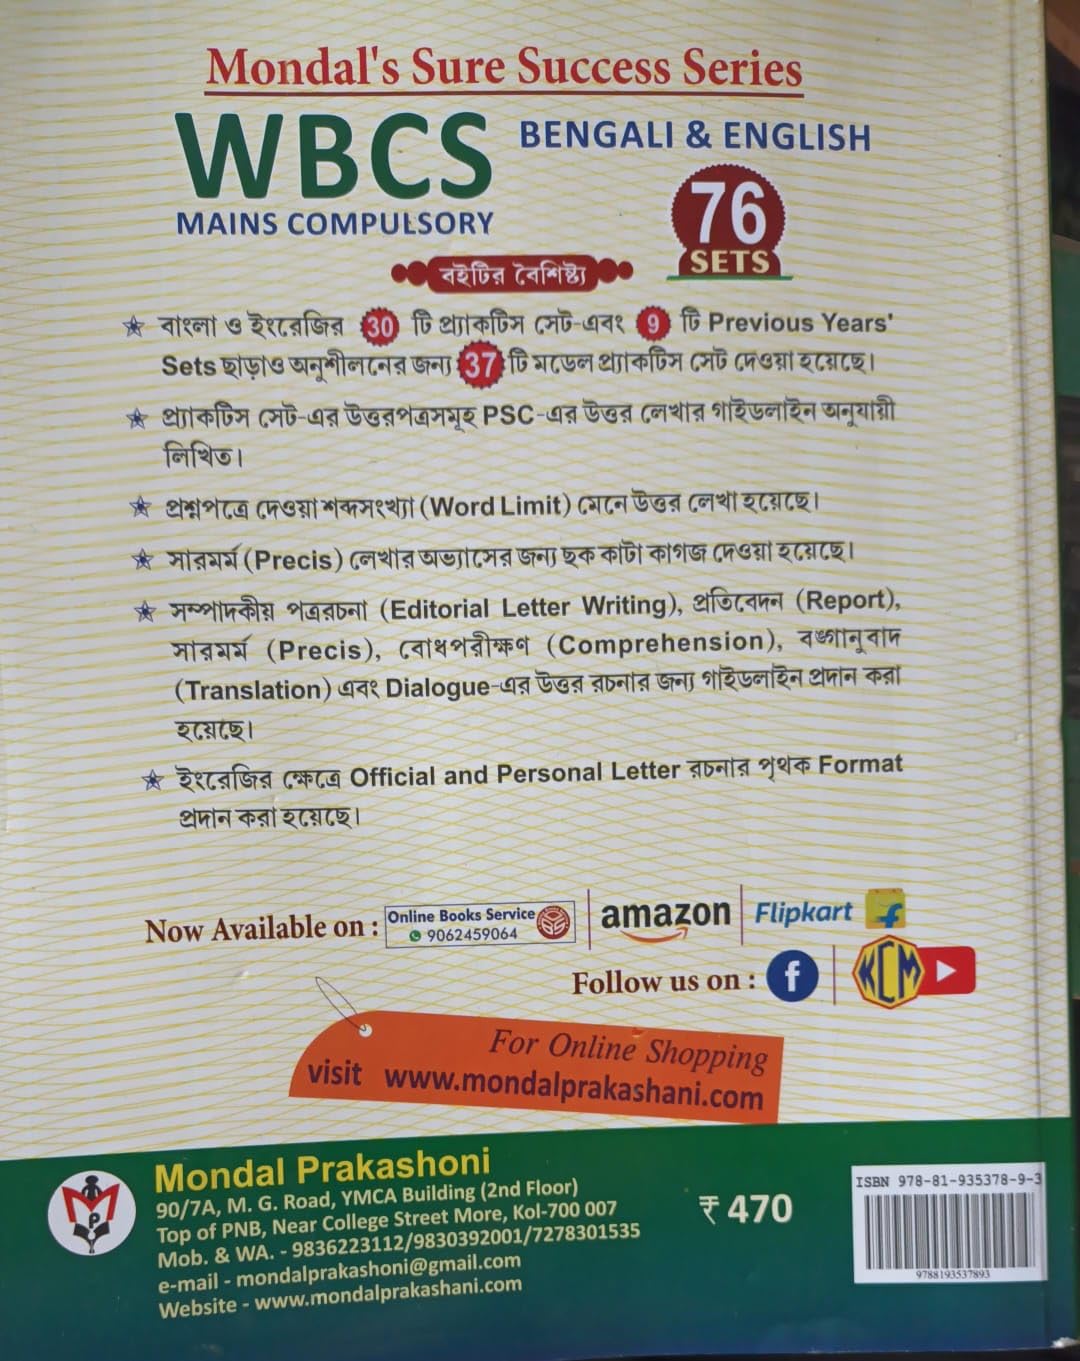 Mondal's Sure Success Series
WBCS BENGALI & ENGLISH
MAINS COMPULSORY
76
SETS
বইটির বৈশিষ্ট্য
বাংলা ও ইংরেজির 30 টি প্র্যাকটিস সেট-এবং 9 টি Previous Years'
Sets ছাড়াও অনুশীলনের জন্য 37 টি মডেল প্র্যাকটিস সেট দেওয়া হয়েছে।
প্র্যাকটিস সেট-এর উত্তরপত্রসমূহ PSC-এর উত্তর লেখার গাইডলাইন অনুযায়ী
লিখিত।
প্রশ্নপত্রে দেওয়া শব্দসংখ্যা (Word Limit) মেনে উত্তর লেখা হয়েছে।
সারমর্ম (Precis) লেখার অভ্যাসের জন্য ছক কাটা কাগজ দেওয়া হয়েছে।
সম্পাদকীয় পত্ররচনা (Editorial Letter Writing), প্রতিবেদন (Report),
সারমর্ম (Precis), বোধপরীক্ষণ (Comprehension), বঙ্গানুবাদ
(Translation) এবং Dialogue-এর উত্তর রচনার জন্য গাইডলাইন প্রদান করা
হয়েছে।
ইংরেজির ক্ষেত্রে Official and Personal Letter রচনার পৃথক Format
প্রদান করা হয়েছে।
Now Available on : Online Books Service amazon Flipkart
9062459064
Follow us on : f KCM
For Online Shopping
visit www.mondalprakashani.com
Mondal Prakashoni
90/7A, M. G. Road, YMCA Building (2nd Floor)
Top of PNB, Near College Street More, Kol-700 007
Mob. & WA. - 9836223112/9830392001/7278301535
e-mail - mondalprakashoni@gmail.com
Website - www.mondalprakashani.com
₹ 470
ISBN 978-81-935378-9-3
9788193537893